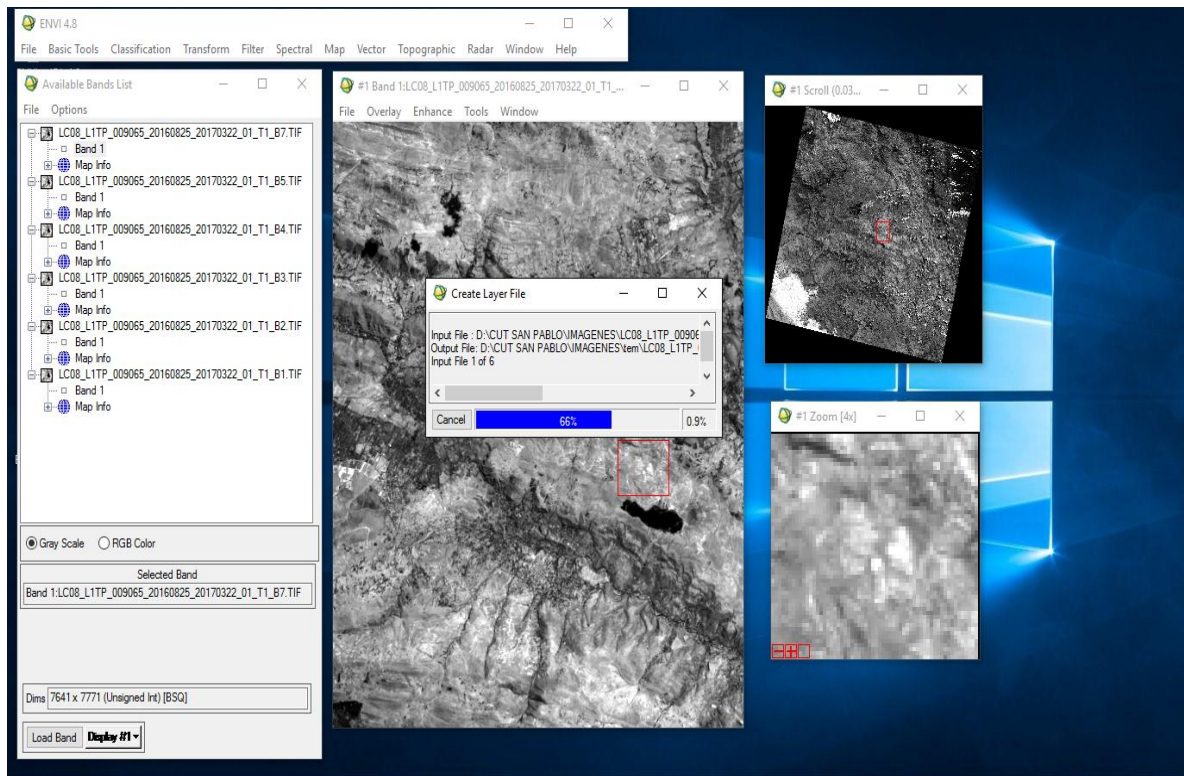 ENVI 4.8
File Basic Tools Classification Transform Filter Spectral Map Vector Topographic Radar Window Help
Available Bands List
File Options
LC08_L1TP_009065_20160825_20170322_01_T1_B7.TIF
Band 1
Map Info
LC08_L1TP_009065_20160825_20170322_01_T1_B5.TIF
Band 1
Map Info
LC08_L1TP_009065_20160825_20170322_01_T1_B4.TIF
Band 1
Map Info
LC08_L1TP_009065_20160825_20170322_01_T1_B3.TIF
Band 1
Map Info
LC08_L1TP_009065_20160825_20170322_01_T1_B2.TIF
Band 1
Map Info
LC08_L1TP_009065_20160825_20170322_01_T1_B1.TIF
Band 1
Map Info
Gray Scale RGB Color
Selected Band
Band 1:LC08_L1TP_009065_20160825_20170322_01_T1_B7.TIF
Dims 7641 x 7771 (Unsigned Int) [BSQ]
Load Band Display #1
#1 Band 1:LC08_L1TP_009065_20160825_20170322_01_T1_...
File Overlay Enhance Tools Window
Create Layer File
Input File : D:\CUT SAN PABLO\IMAGENES\LC08_L1TP_00906
Output File: D:\CUT SAN PABLO\IMAGENES\tem\LC08_L1TP_
Input File 1 of 6
Cancel 66% 0.9%
#1 Scroll (0.03...
#1 Zoom [4x]